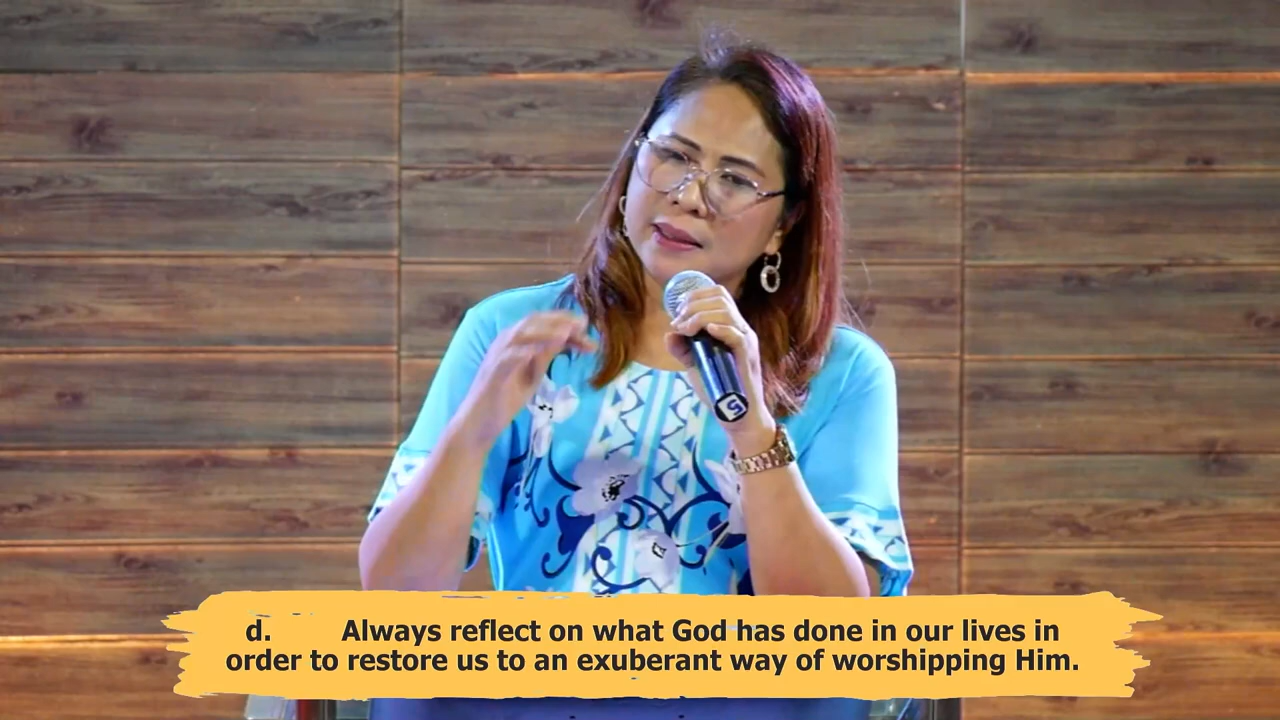 5
d. Always reflect on what God has done in our lives in
order to restore us to an exuberant way of worshipping Him.